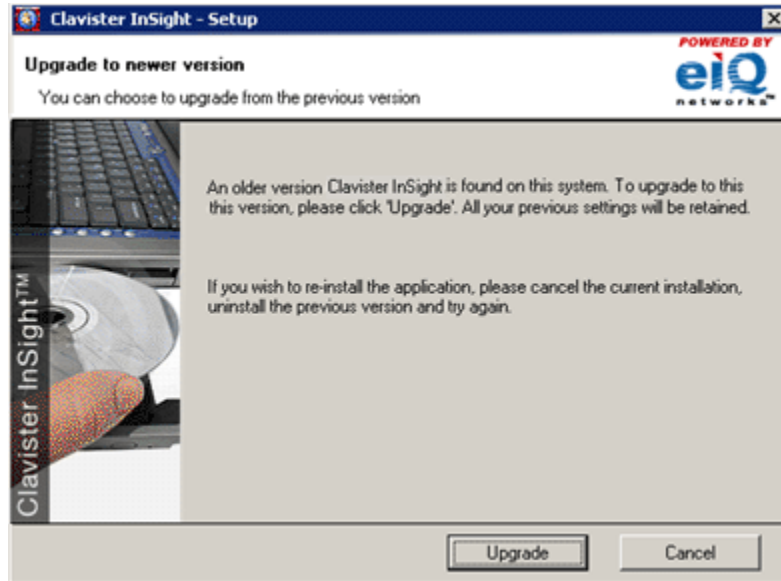 Clavister InSight - Setup
Upgrade to newer version
You can choose to upgrade from the previous version
POWERED BY
eiQ
networks™
An older version Clavister InSight is found on this system. To upgrade to this
this version, please click 'Upgrade'. All your previous settings will be retained.
If you wish to re-install the application, please cancel the current installation,
uninstall the previous version and try again.
Clavister InSight™
Upgrade
Cancel